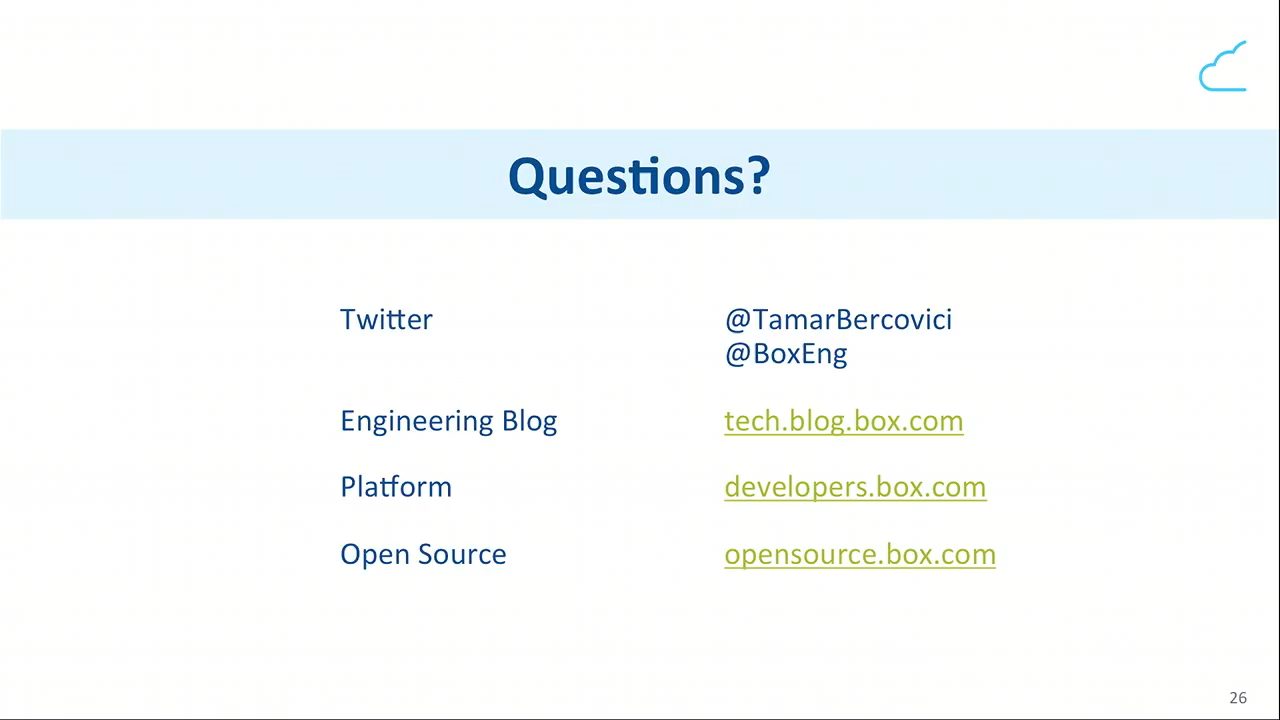 Questions?
Twitter @TamarBercovici
@BoxEng
Engineering Blog tech.blog.box.com
Platform developers.box.com
Open Source opensource.box.com
26